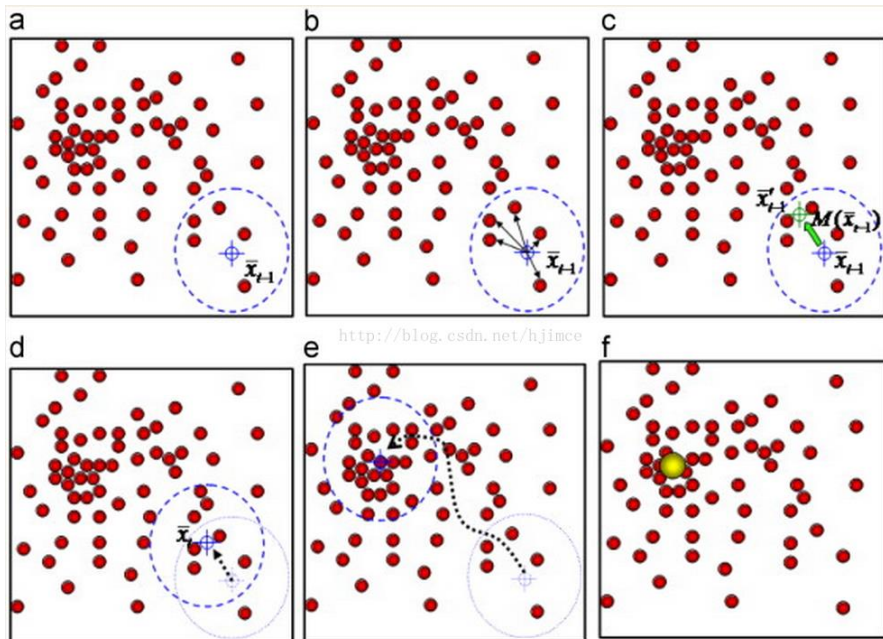 a
b
c
x̄ₜ₋₁
x̄ₜ₋₁
x̄′ₜ₋₁
M(x̄ₜ₋₁)
x̄ₜ₋₁
http://blog.csdn.net/hjimce
d
e
f
x̄ₜ